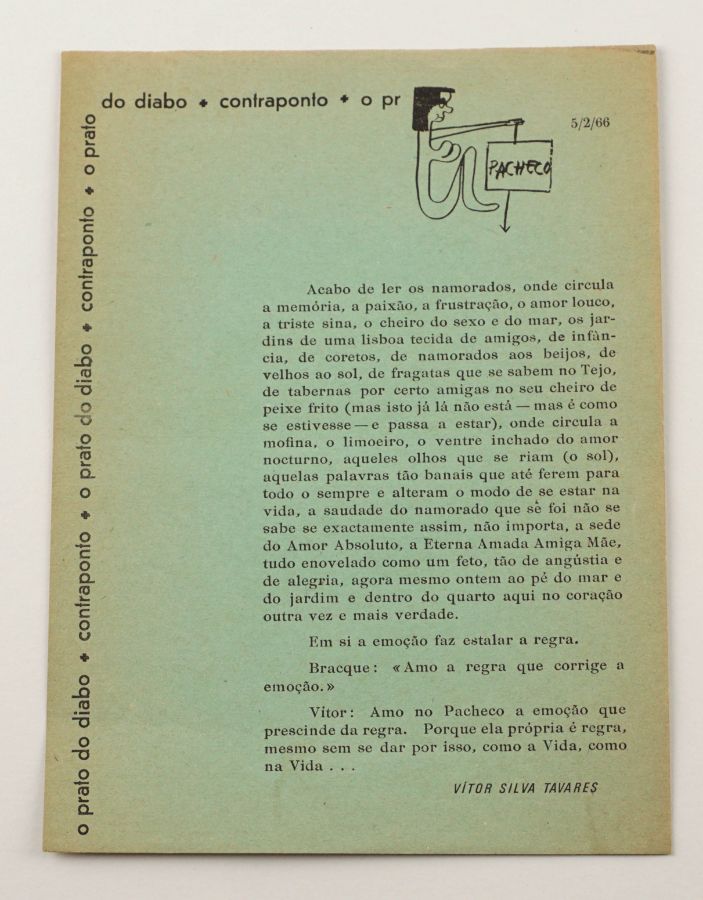 do diabo + contraponto + o pr
o prato do diabo + contraponto + o prato do diabo + contraponto + o prato
5/2/66
PACHECO
Acabo de ler os namorados, onde circula
a memória, a paixão, a frustração, o amor louco,
a triste sina, o cheiro do sexo e do mar, os jar-
dins de uma lisboa tecida de amigos, de infân-
cia, de coretos, de namorados aos beijos, de
velhos ao sol, de fragatas que se sabem no Tejo,
de tabernas por certo amigas no seu cheiro de
peixe frito (mas isto já lá não está — mas é como
se estivesse — e passa a estar), onde circula a
mofina, o limoeiro, o ventre inchado do amor
nocturno, aqueles olhos que se riam (o sol),
aquelas palavras tão banais que até ferem para
todo o sempre e alteram o modo de se estar na
vida, a saudade do namorado que se foi não se
sabe se exactamente assim, não importa, a sede
do Amor Absoluto, a Eterna Amada Amiga Mãe,
tudo enovelado como um feto, tão de angústia e
de alegria, agora mesmo ontem ao pé do mar e
do jardim e dentro do quarto aqui no coração
outra vez e mais verdade.
Em si a emoção faz estalar a regra.
Bracque: «Amo a regra que corrige a
emoção.»
Vítor: Amo no Pacheco a emoção que
prescinde da regra. Porque ela própria é regra,
mesmo sem se dar por isso, como a Vida, como
na Vida . . .
VÍTOR SILVA TAVARES